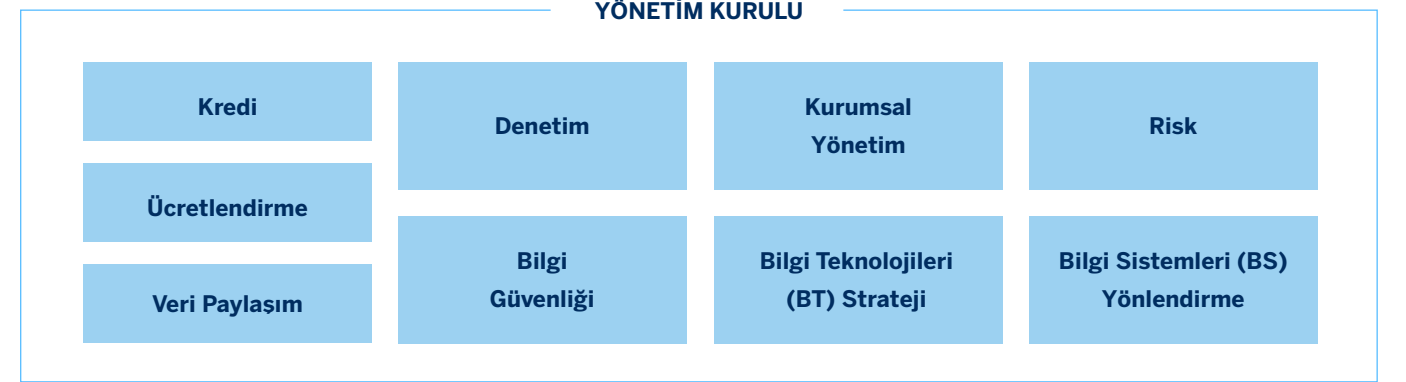 YÖNETİM KURULU
Kredi
Ücretlendirme
Veri Paylaşım
Denetim
Bilgi
Güvenliği
Kurumsal
Yönetim
Bilgi Teknolojileri
(BT) Strateji
Risk
Bilgi Sistemleri (BS)
Yönlendirme